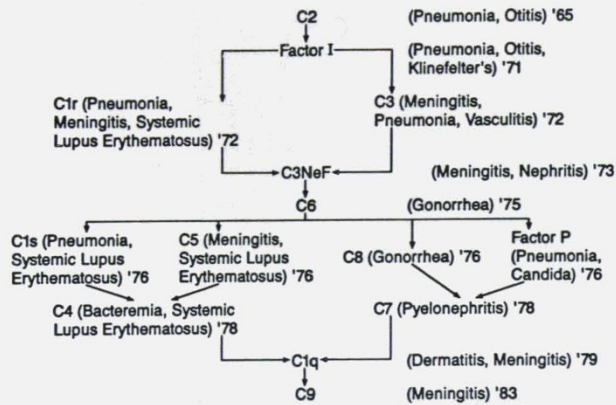 C2 (Pneumonia, Otitis) '65
Factor I (Pneumonia, Otitis,
Klinefelter's) '71
C1r (Pneumonia,
Meningitis, Systemic
Lupus Erythematosus) '72
C3 (Meningitis,
Pneumonia, Vasculitis) '72
C3NeF (Meningitis, Nephritis) '73
C6 (Gonorrhea) '75
C1s (Pneumonia,
Systemic Lupus
Erythematosus) '76
C5 (Meningitis,
Systemic Lupus
Erythematosus) '76
C8 (Gonorrhea) '76
Factor P
(Pneumonia,
Candida) '76
C4 (Bacteremia, Systemic
Lupus Erythematosus) '78
C7 (Pyelonephritis) '78
C1q (Dermatitis, Meningitis) '79
C9 (Meningitis) '83